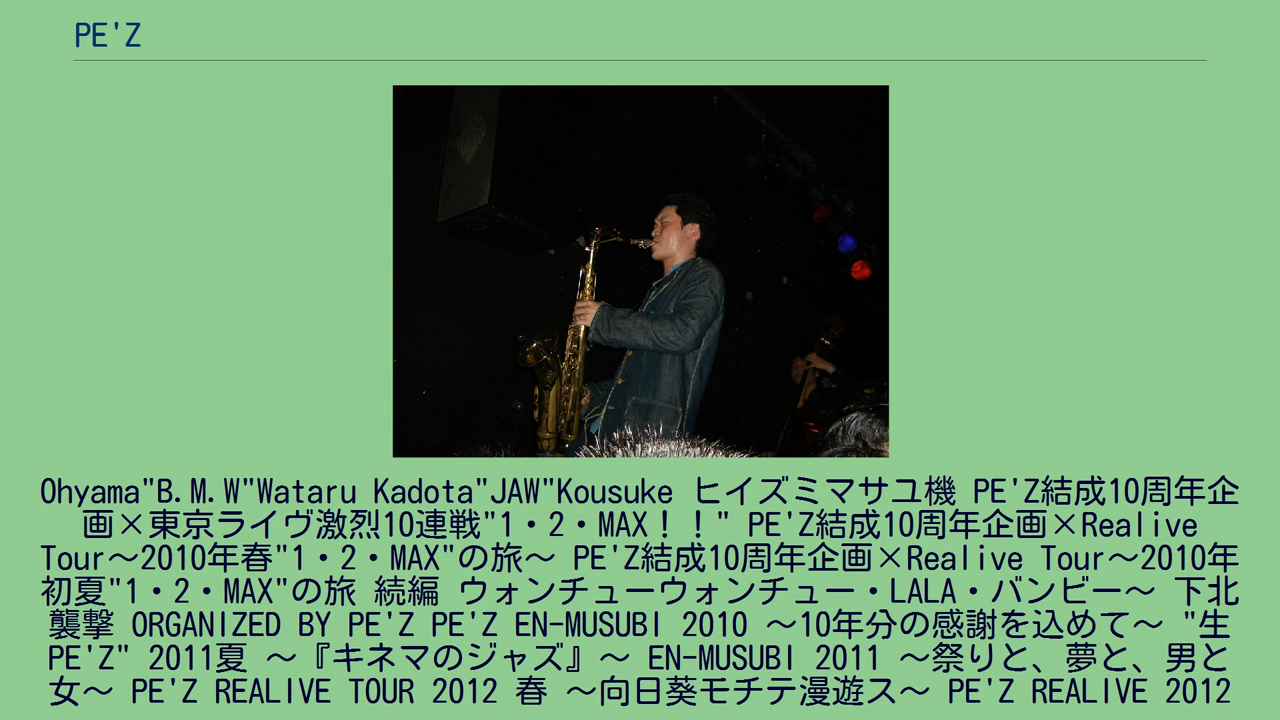 PE'Z
Ohyama"B.M.W"Wataru Kadota"JAW"Kousuke ヒイズミマサユ機 PE'Z結成10周年企
画×東京ライヴ激烈10連戦"1・2・MAX！！" PE'Z結成10周年企画×Realive
Tour～2010年春"1・2・MAX"の旅～ PE'Z結成10周年企画×Realive Tour～2010年
初夏"1・2・MAX"の旅 続編 ウォンチューウォンチュー・LALA・バンビー～ 下北
襲撃 ORGANIZED BY PE'Z PE'Z EN-MUSUBI 2010 ～10年分の感謝を込めて～ "生
PE'Z" 2011夏 ～『キネマのジャズ』～ EN-MUSUBI 2011 ～祭りと、夢と、男と
女～ PE'Z REALIVE TOUR 2012 春 ～向日葵モチテ漫遊ス～ PE'Z REALIVE 2012